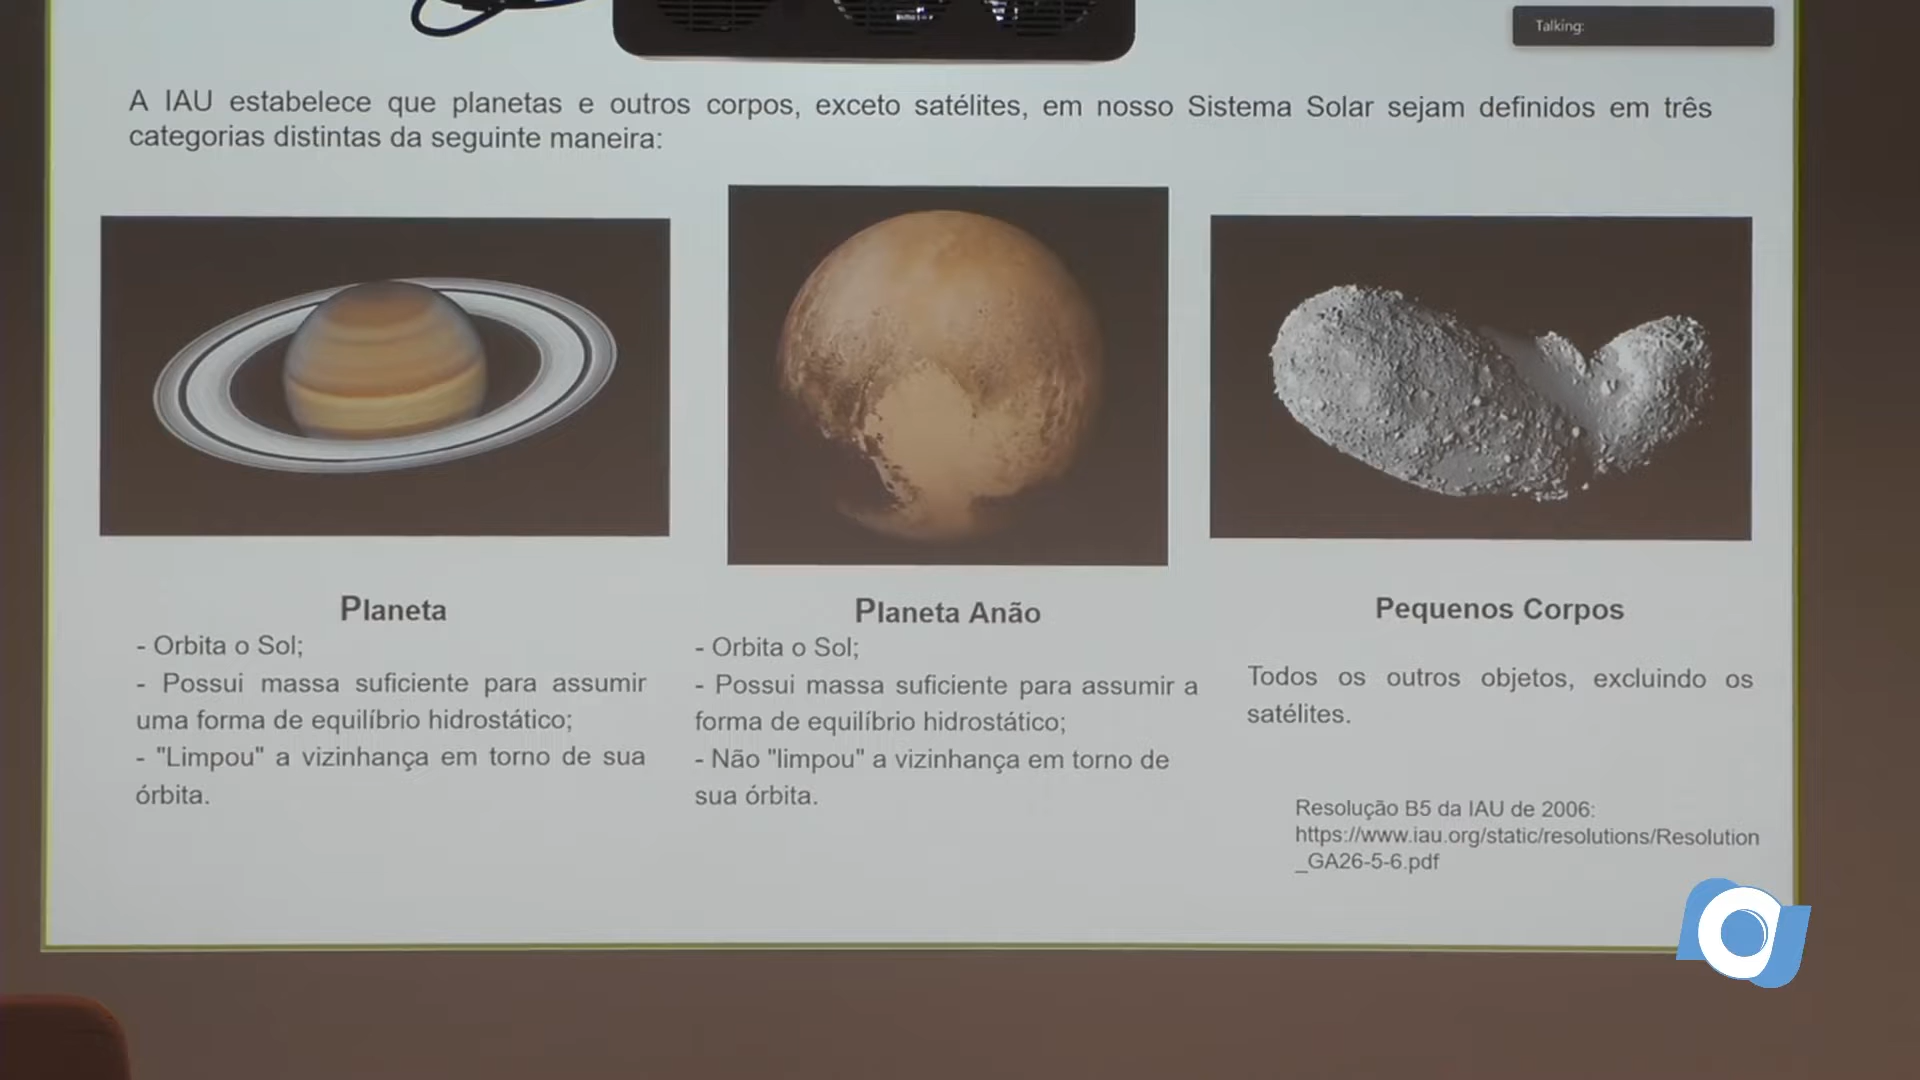 Talking:
A IAU estabelece que planetas e outros corpos, exceto satélites, em nosso Sistema Solar sejam definidos em três
categorias distintas da seguinte maneira:
Planeta
- Orbita o Sol;
- Possui massa suficiente para assumir
uma forma de equilíbrio hidrostático;
- "Limpou" a vizinhança em torno de sua
órbita.
Planeta Anão
- Orbita o Sol;
- Possui massa suficiente para assumir a
forma de equilíbrio hidrostático;
- Não "limpou" a vizinhança em torno de
sua órbita.
Pequenos Corpos
Todos os outros objetos, excluindo os
satélites.
Resolução B5 da IAU de 2006:
https://www.iau.org/static/resolutions/Resolution
_GA26-5-6.pdf